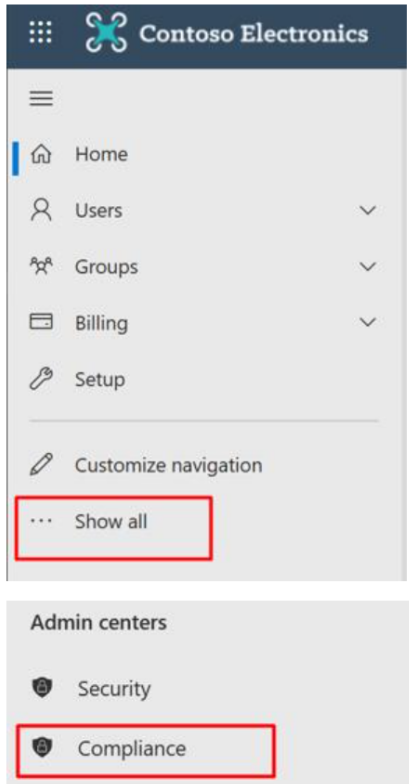 Contoso Electronics
Home
Users
Groups
Billing
Setup
Customize navigation
Show all
Admin centers
Security
Compliance